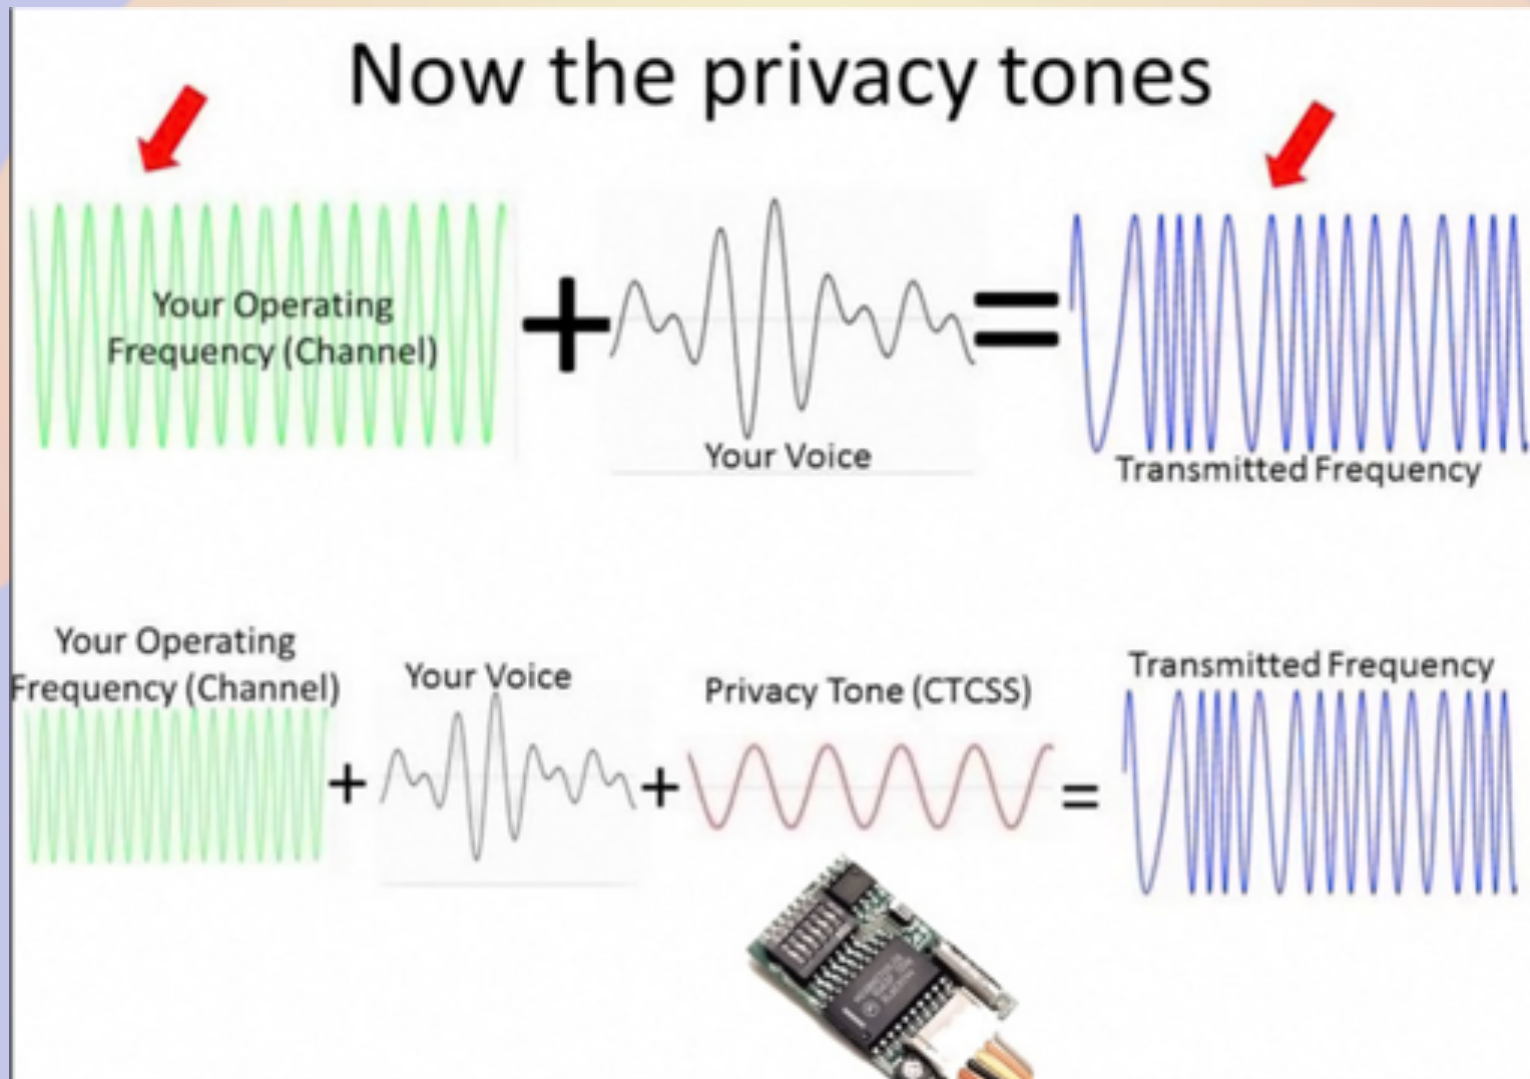 Now the privacy tones
Your Operating
Frequency (Channel)
Your Voice
Transmitted Frequency
Your Operating
Frequency (Channel)
Your Voice
Privacy Tone (CTCSS)
Transmitted Frequency